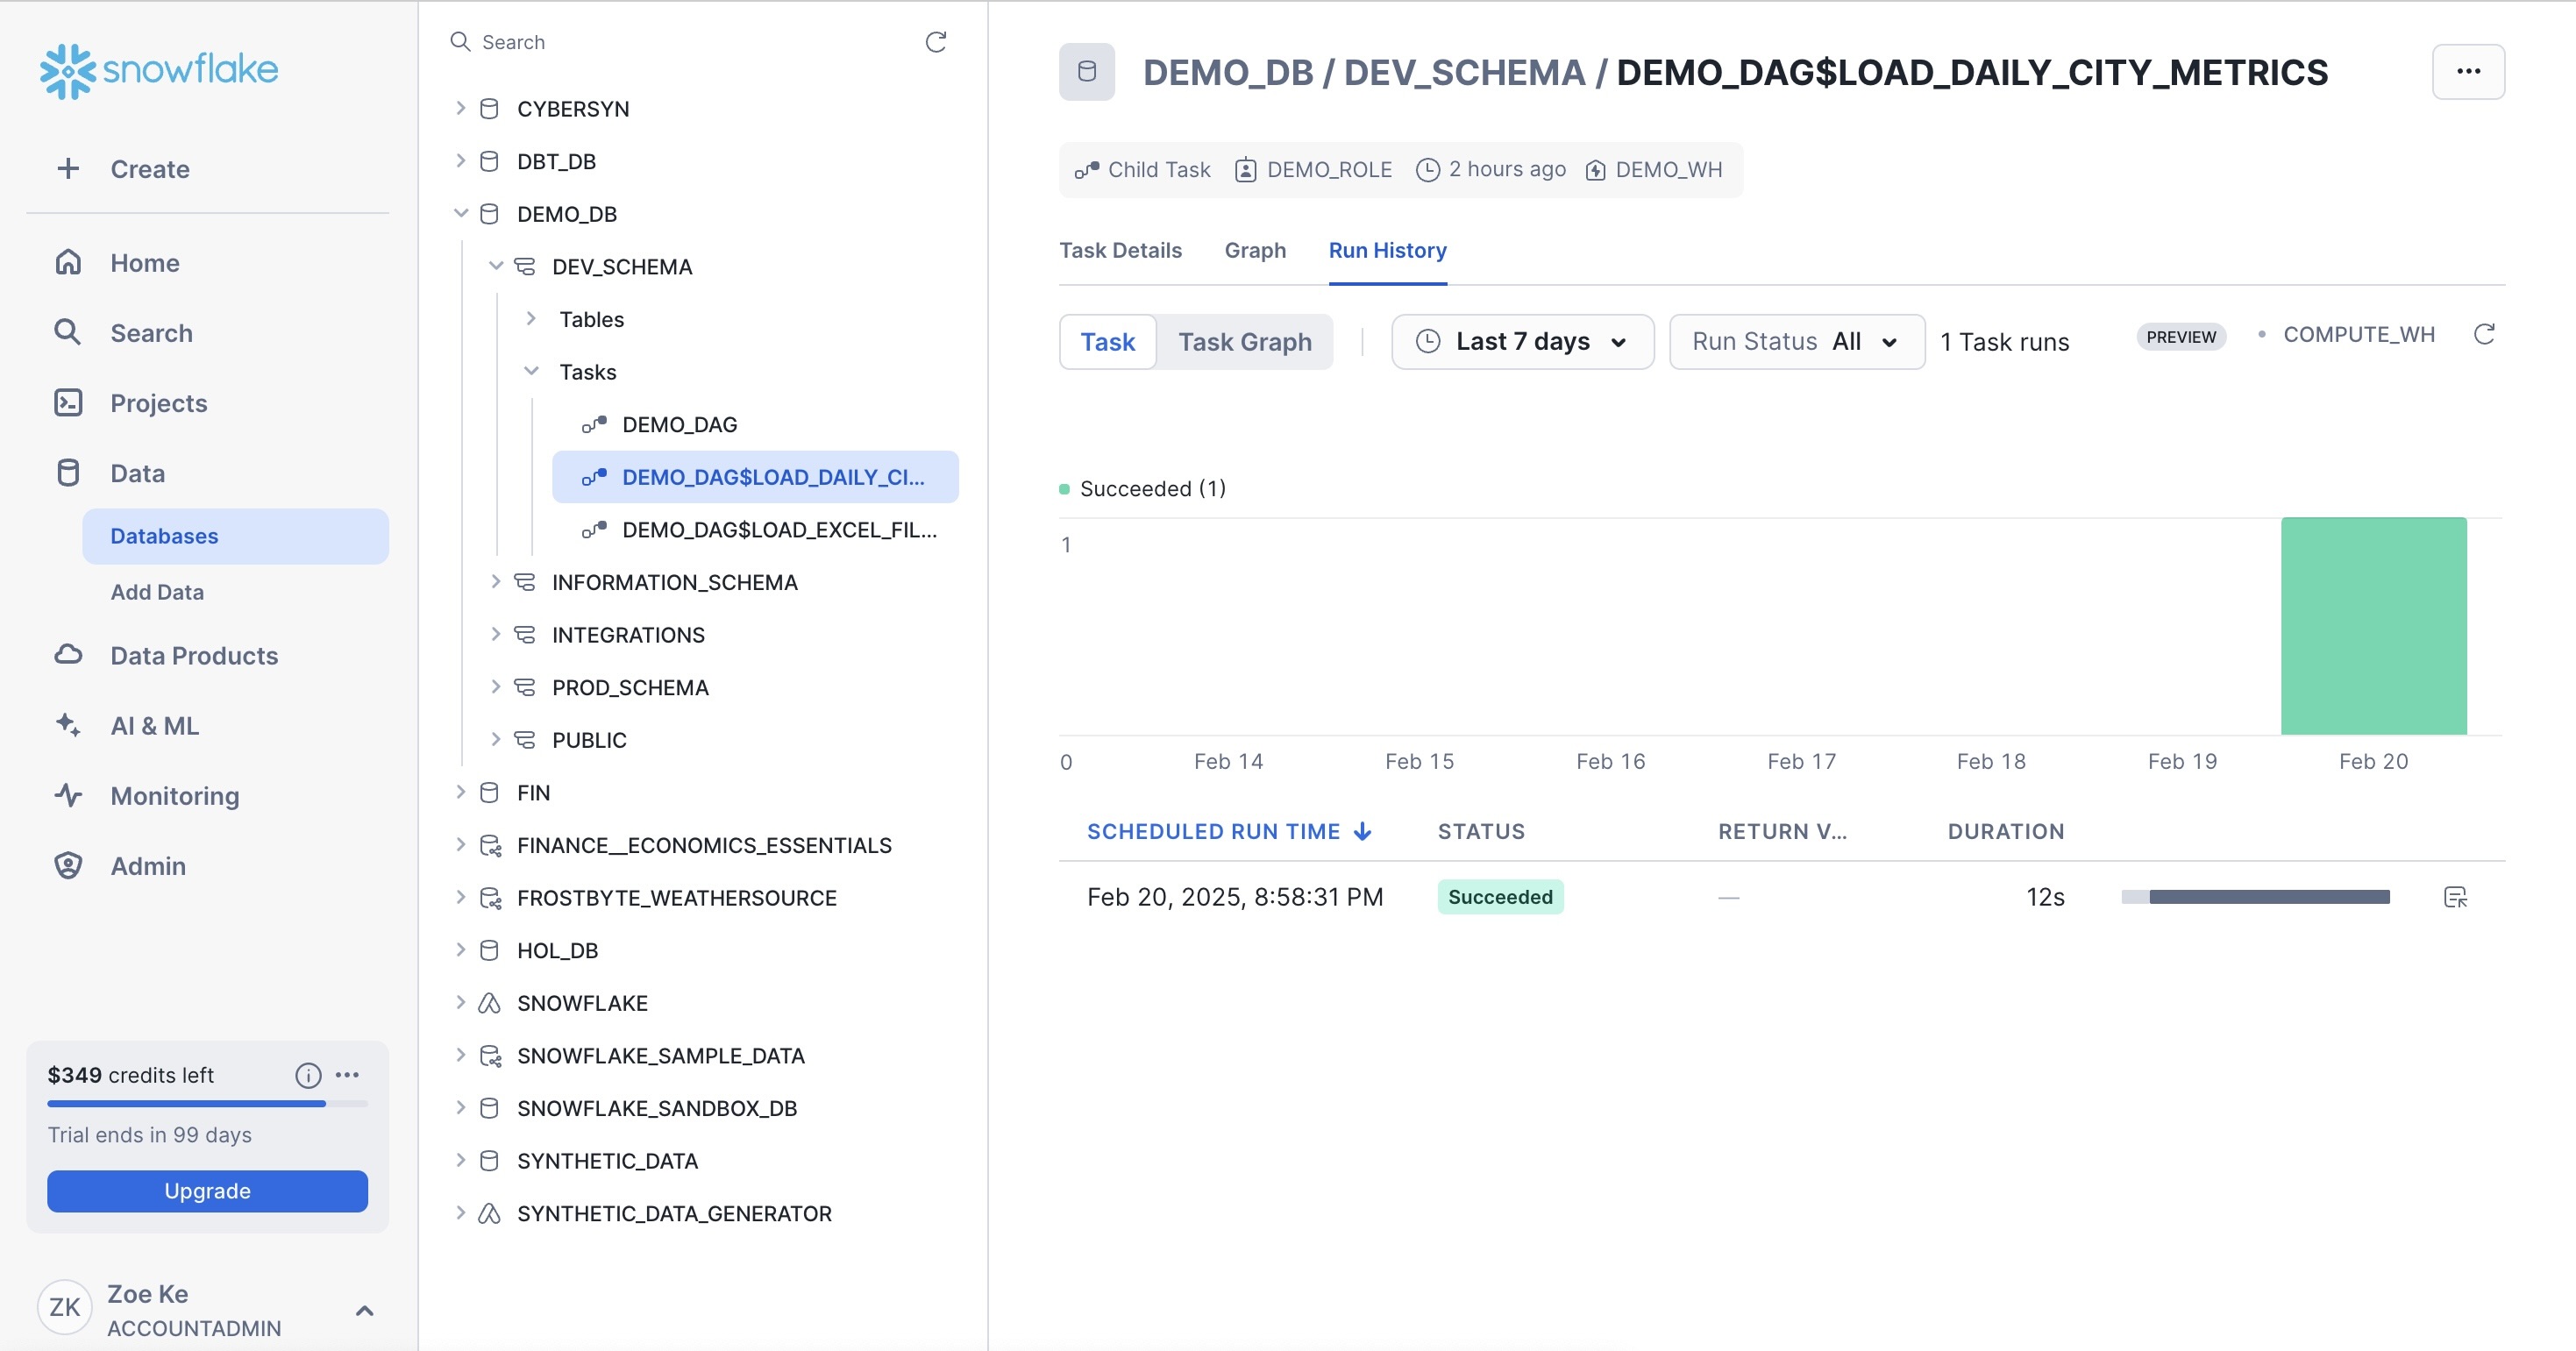 snowflake
Create
Home
Search
Projects
Data
Databases
Add Data
Data Products
AI & ML
Monitoring
Admin
$349 credits left
Trial ends in 99 days
Upgrade
ZK
Zoe Ke
ACCOUNTADMIN
Search
CYBERSYN
DBT_DB
DEMO_DB
DEV_SCHEMA
Tables
Tasks
DEMO_DAG
DEMO_DAG$LOAD_DAILY_CI...
DEMO_DAG$LOAD_EXCEL_FIL...
INFORMATION_SCHEMA
INTEGRATIONS
PROD_SCHEMA
PUBLIC
FIN
FINANCE__ECONOMICS_ESSENTIALS
FROSTBYTE_WEATHERSOURCE
HOL_DB
SNOWFLAKE
SNOWFLAKE_SAMPLE_DATA
SNOWFLAKE_SANDBOX_DB
SYNTHETIC_DATA
SYNTHETIC_DATA_GENERATOR
DEMO_DB / DEV_SCHEMA / DEMO_DAG$LOAD_DAILY_CITY_METRICS
Child Task DEMO_ROLE 2 hours ago DEMO_WH
Task Details Graph Run History
Task Task Graph Last 7 days Run Status All 1 Task runs PREVIEW • COMPUTE_WH
Succeeded (1)
1
0 Feb 14 Feb 15 Feb 16 Feb 17 Feb 18 Feb 19 Feb 20
SCHEDULED RUN TIME STATUS RETURN V... DURATION
Feb 20, 2025, 8:58:31 PM Succeeded — 12s